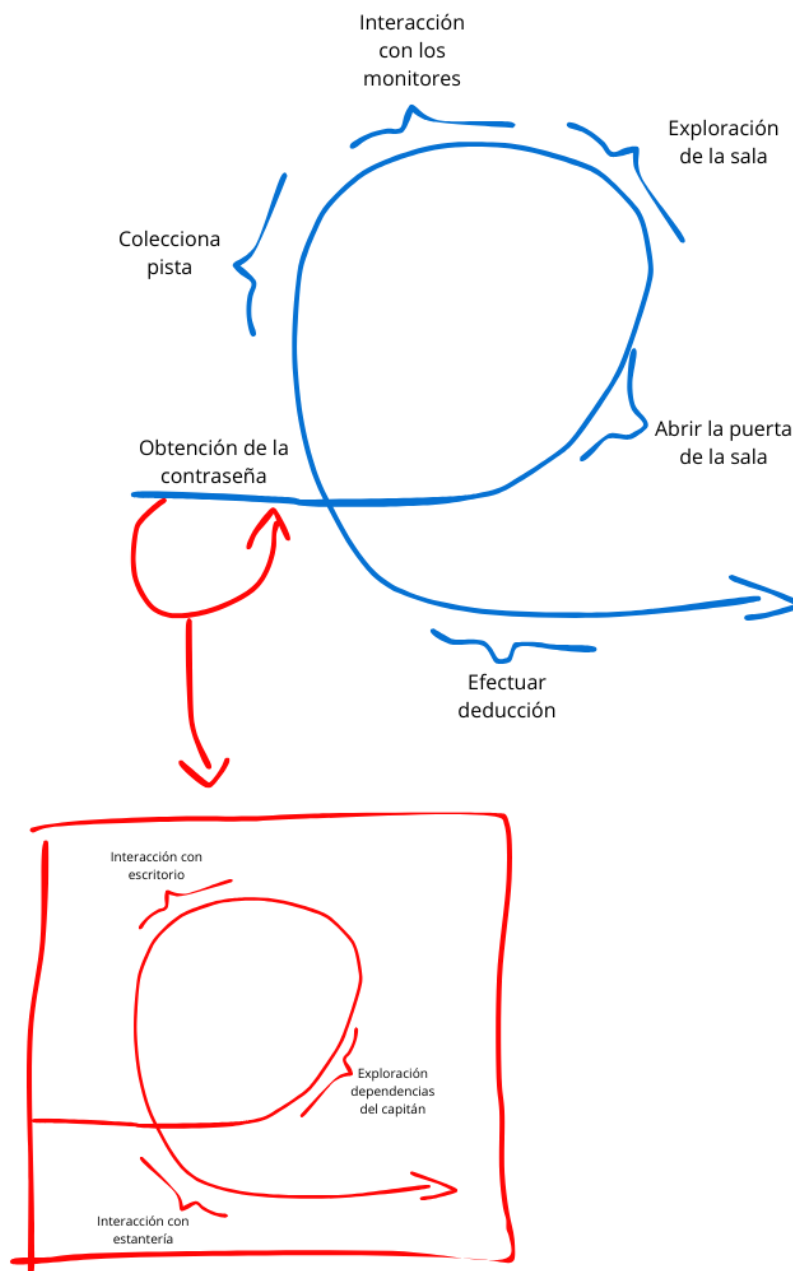 Interacción
con los
monitores
Exploración
de la sala
Colecciona
pista
Abrir la puerta
de la sala
Obtención de la
contraseña
Efectuar
deducción
Interacción con
escritorio
Exploración
dependencias
del capitán
Interacción con
estantería